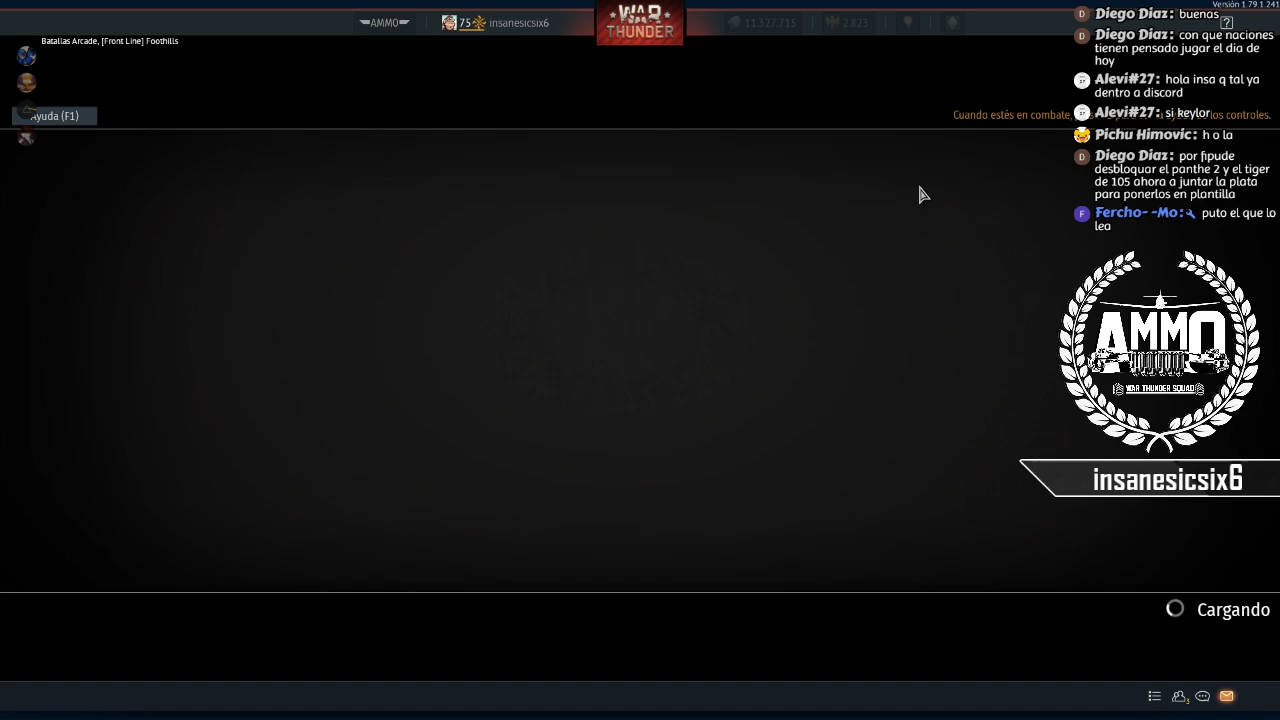 Versión 1.79.1.241
AMMO
75 insanesicsix6
WAR
THUNDER
11.327.715
2.823
?
Batallas Arcade, [Front Line] Foothills
Ayuda (F1)
Cuando estés en combate, los controles.
D Diego Diaz: buenas
D Diego Diaz: con que naciones
tienen pensado jugar el dia de
hoy
Alevi#27: hola insa q tal ya
dentro a discord
Alevi#27: si keylor
Pichu Himovic: h o la
D Diego Diaz: por fipude
desbloquar el panthe 2 y el tiger
de 105 ahora a juntar la plata
para ponerlos en plantilla
F Fercho- -Mo: puto el que lo
lea
AMMO
WAR THUNDER SQUAD
insanesicsix6
Cargando
3